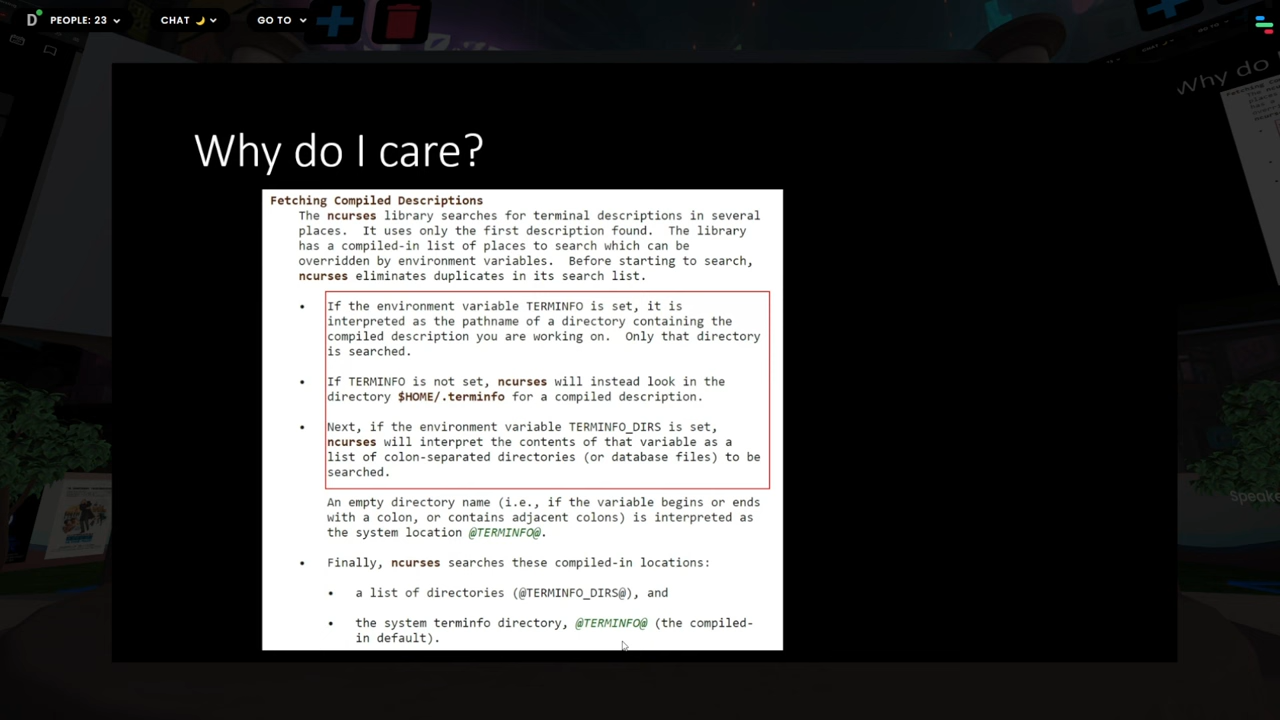 D PEOPLE: 23 CHAT GO TO
Why do I
Why do I care?
Fetching Compiled Descriptions
The ncurses library searches for terminal descriptions in several
places. It uses only the first description found. The library
has a compiled-in list of places to search which can be
overridden by environment variables. Before starting to search,
ncurses eliminates duplicates in its search list.
• If the environment variable TERMINFO is set, it is
interpreted as the pathname of a directory containing the
compiled description you are working on. Only that directory
is searched.
• If TERMINFO is not set, ncurses will instead look in the
directory $HOME/.terminfo for a compiled description.
• Next, if the environment variable TERMINFO_DIRS is set,
ncurses will interpret the contents of that variable as a
list of colon-separated directories (or database files) to be
searched.
An empty directory name (i.e., if the variable begins or ends
with a colon, or contains adjacent colons) is interpreted as
the system location @TERMINFO@.
• Finally, ncurses searches these compiled-in locations:
• a list of directories (@TERMINFO_DIRS@), and
• the system terminfo directory, @TERMINFO@ (the compiled-
in default).
Speake